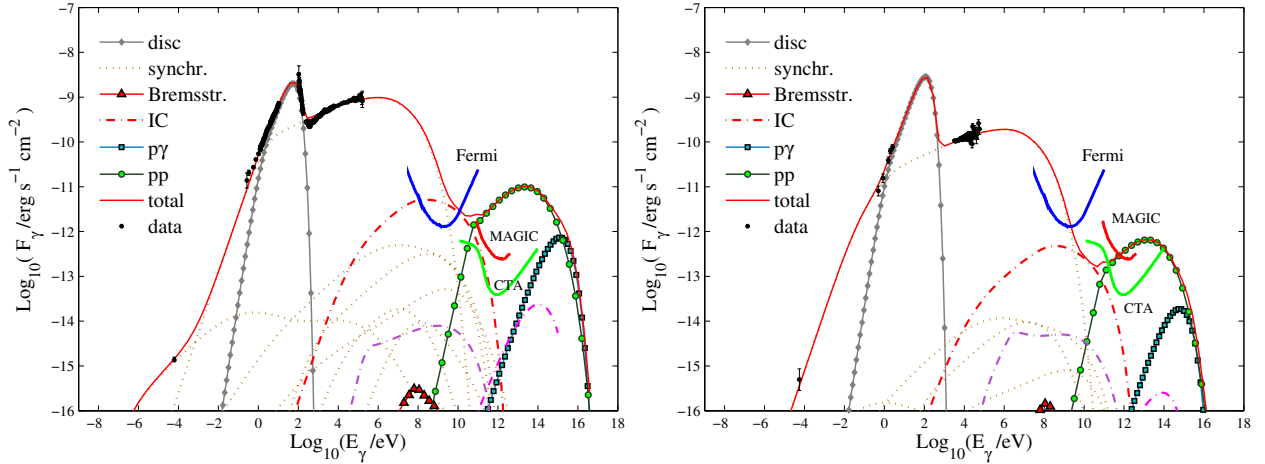 −7
−8
−9
−10
−11
−12
−13
−14
−15
−16
Log10(Fγ/erg s−1 cm−2)
disc
synchr.
Bremsstr.
IC
pγ
pp
total
data
Fermi
MAGIC
CTA
−8 −6 −4 −2 0 2 4 6 8 10 12 14 16 18
Log10(Eγ/eV)
−7
−8
−9
−10
−11
−12
−13
−14
−15
−16
Log10(Fγ/erg s−1 cm−2)
disc
synchr.
Bremsstr.
IC
pγ
pp
total
data
Fermi
MAGIC
CTA
−8 −6 −4 −2 0 2 4 6 8 10 12 14 16 18
Log10(Eγ/eV)